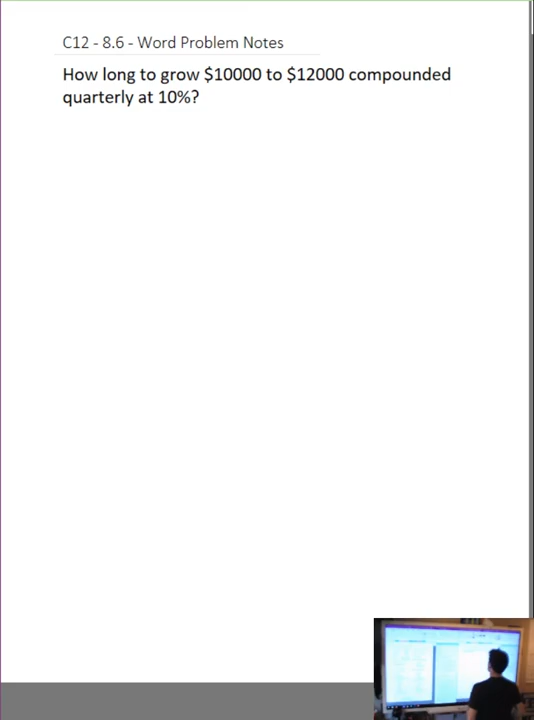 C12 - 8.6 - Word Problem Notes
How long to grow $10000 to $12000 compounded
quarterly at 10%?